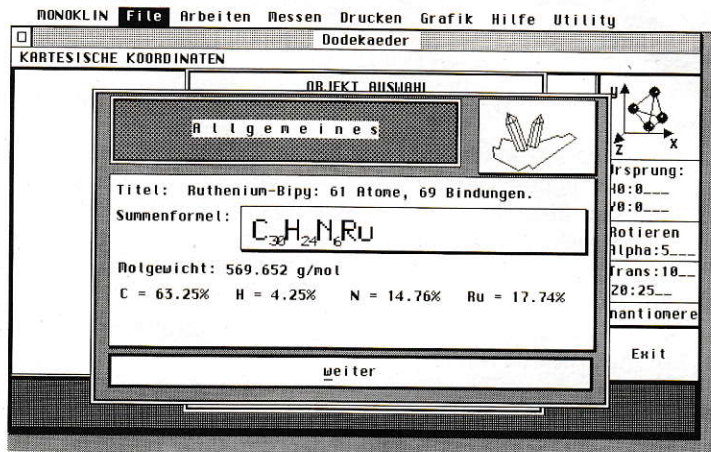 MONOKLIN File Arbeiten Messen Drucken Grafik Hilfe Utility
Dodekaeder
KARTESISCHE KOORDINATEN
OBJEKT AUSWAHL
Allgemeines
Titel: Ruthenium-Bipy: 61 Atome, 69 Bindungen.
Summenformel: C30H24N6Ru
Molgewicht: 569.652 g/mol
C = 63.25% H = 4.25% N = 14.76% Ru = 17.74%
weiter
Z X
rsprung:
X0:0___
Y0:0___
Rotieren
Alpha:5___
Trans:10__
Z0:25__
nantiomere
Exit